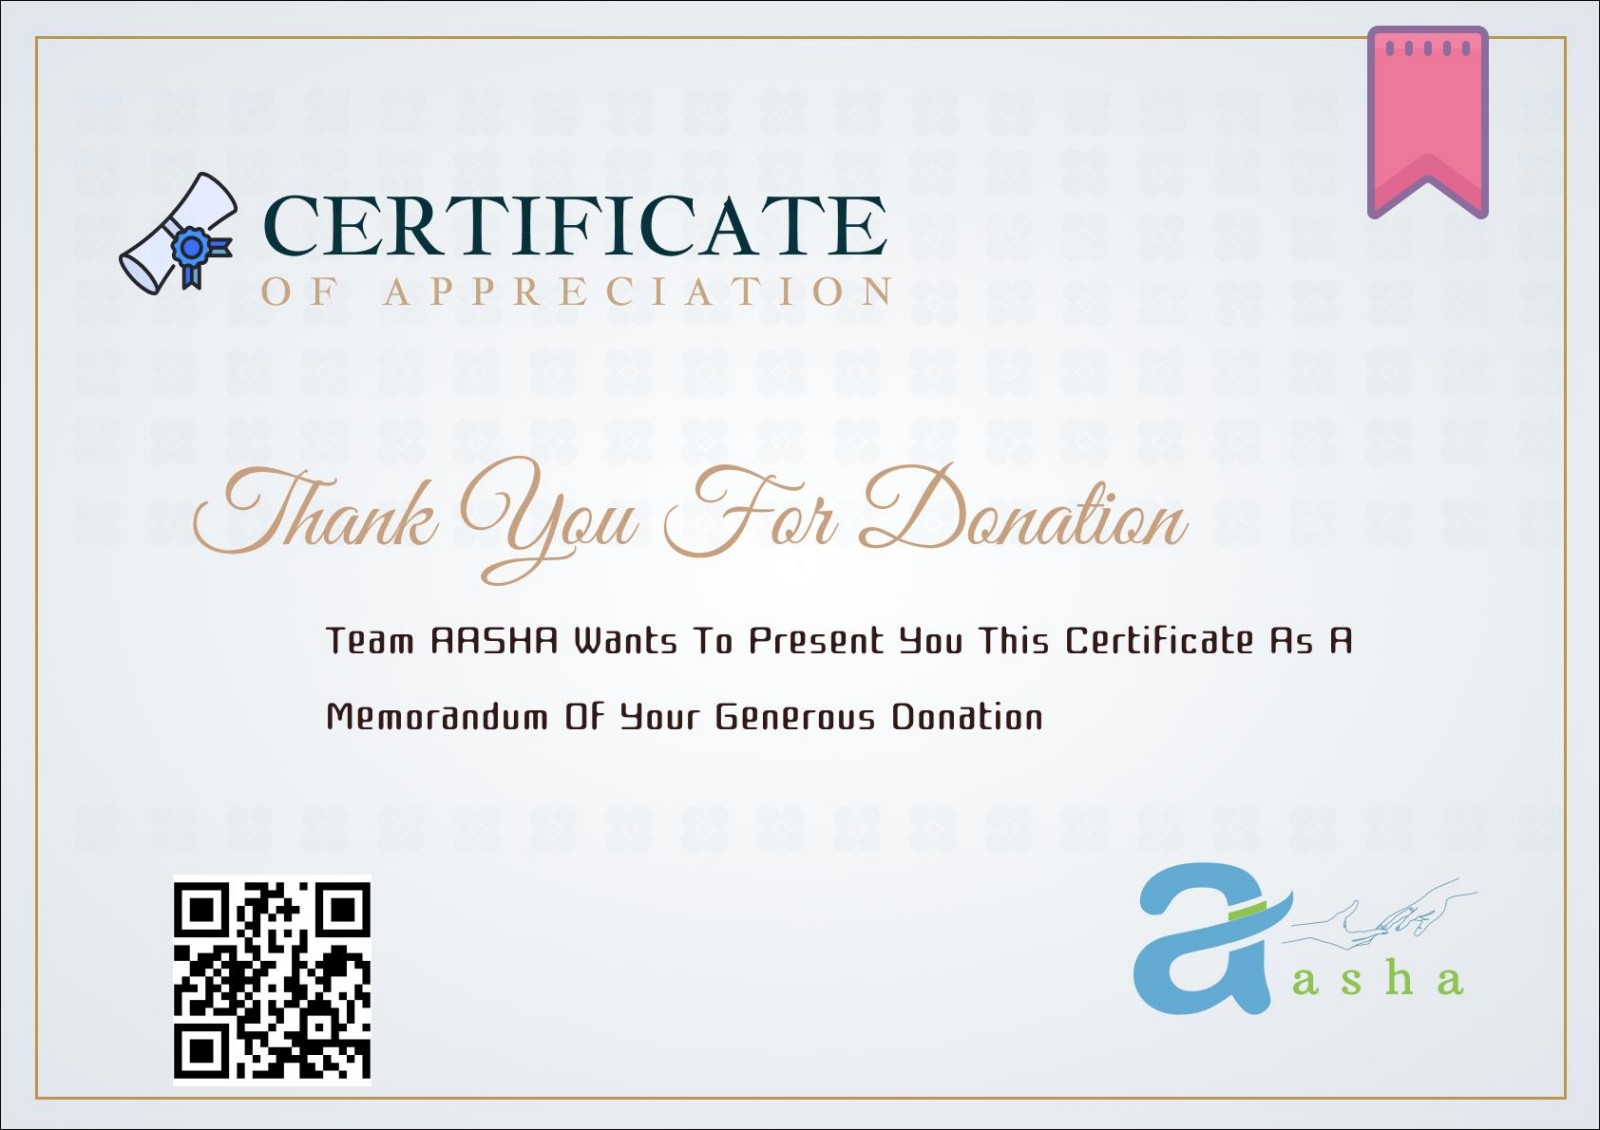 CERTIFICATE
OF APPRECIATION
Thank You For Donation
Team AASHA Wants To Present You This Certificate As A
Memorandum Of Your Generous Donation
a
asha